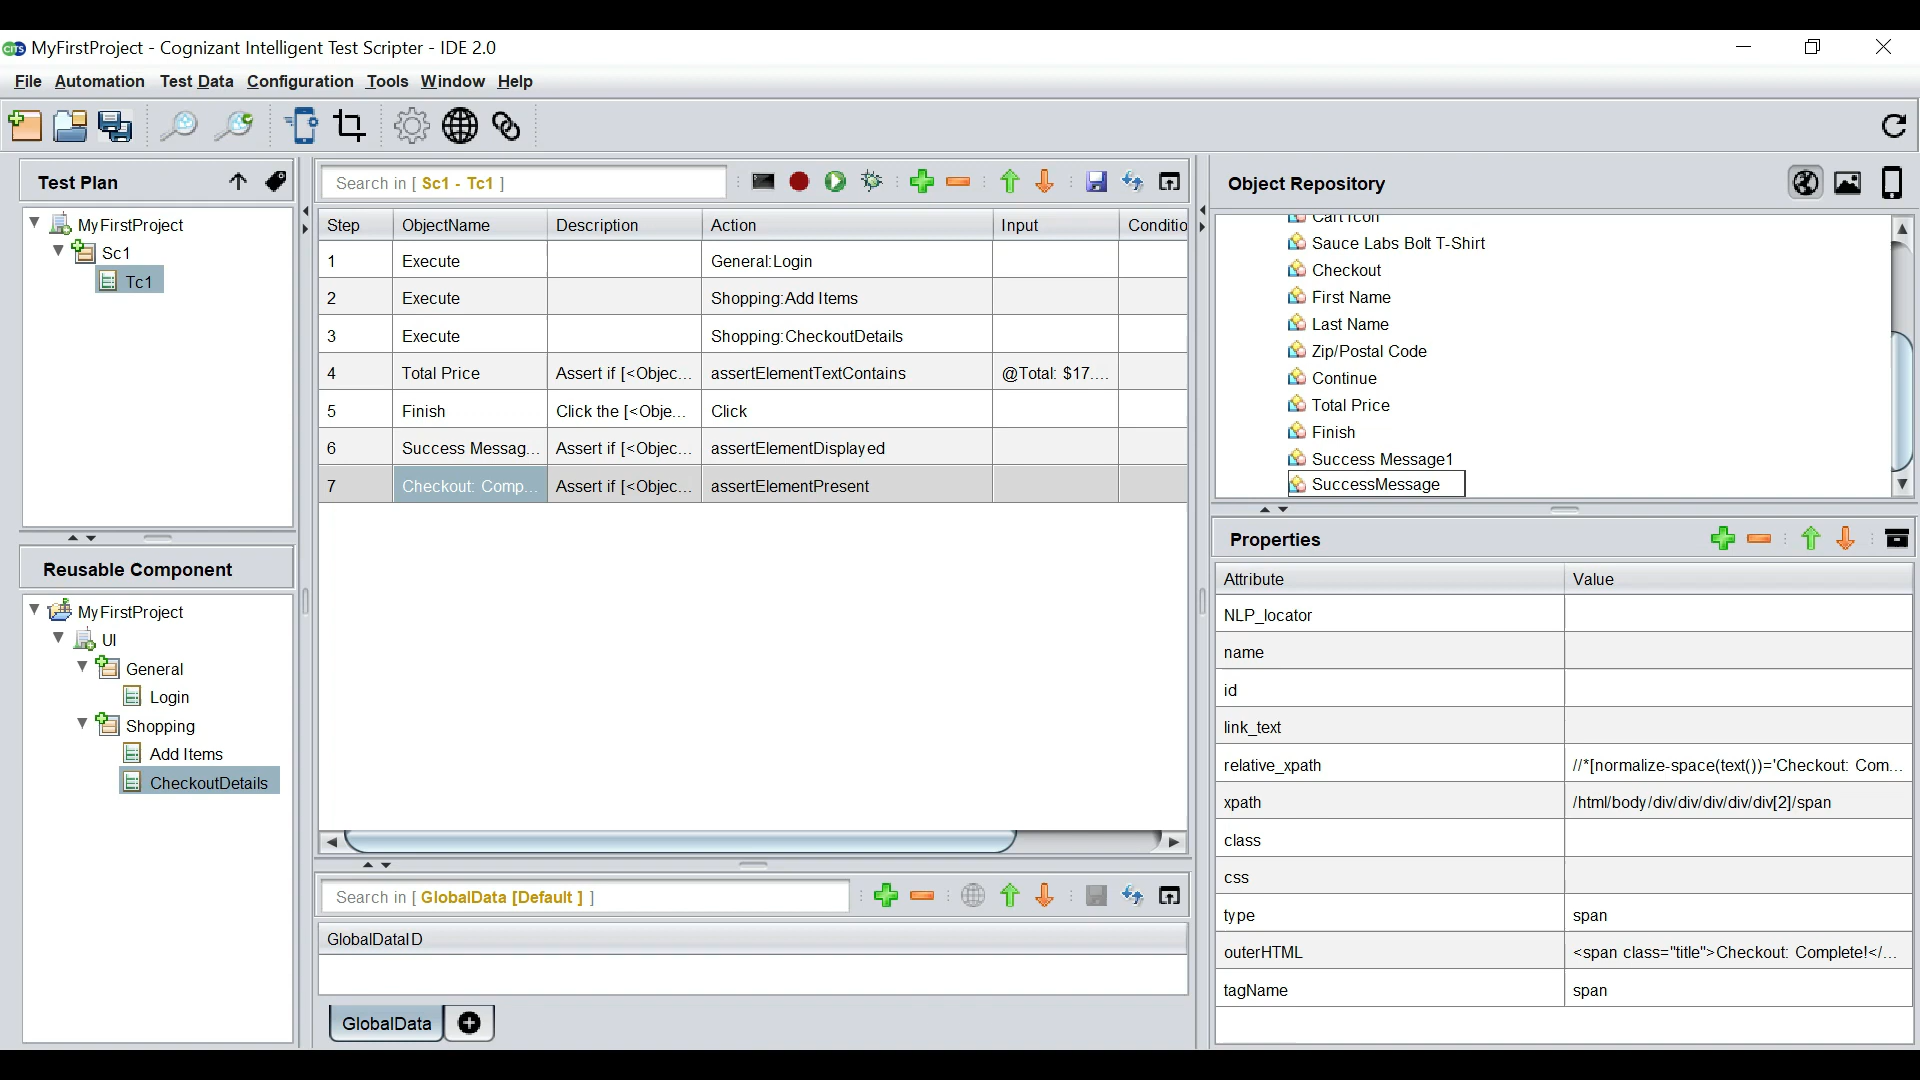 MyFirstProject - Cognizant Intelligent Test Scripter - IDE 2.0
File Automation Test Data Configuration Tools Window Help
Test Plan
MyFirstProject
Sc1
Tc1
Reusable Component
MyFirstProject
UI
General
Login
Shopping
Add Items
CheckoutDetails
Search in [ Sc1 - Tc1 ]
Step ObjectName Description Action Input Conditio
1 Execute General:Login
2 Execute Shopping:Add Items
3 Execute Shopping:CheckoutDetails
4 Total Price Assert if [<Objec... assertElementTextContains @Total: $17....
5 Finish Click the [<Obje... Click
6 Success Messag... Assert if [<Objec... assertElementDisplayed
7 Checkout: Comp... Assert if [<Objec... assertElementPresent
Search in [ GlobalData [Default ] ]
GlobalDataID
GlobalData
Object Repository
Cart Icon
Sauce Labs Bolt T-Shirt
Checkout
First Name
Last Name
Zip/Postal Code
Continue
Total Price
Finish
Success Message1
SuccessMessage
Properties
Attribute Value
NLP_locator
name
id
link_text
relative_xpath //*[normalize-space(text())='Checkout: Com...
xpath /html/body/div/div/div/div/div[2]/span
class
css
type span
outerHTML <span class="title">Checkout: Complete!</...
tagName span